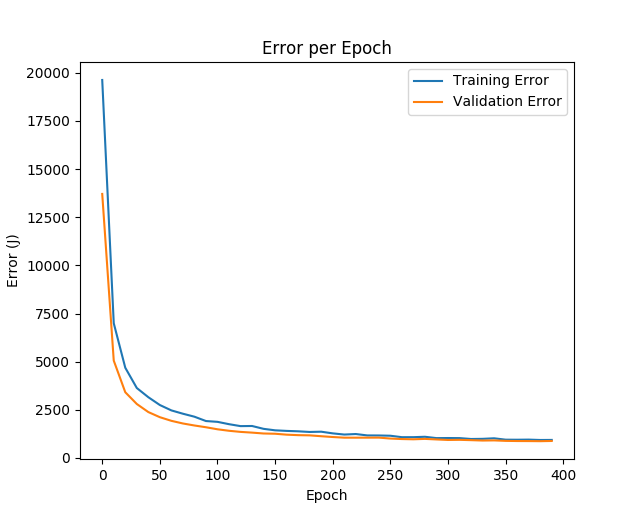 Error per Epoch
Training Error
Validation Error
Error (J)
20000
17500
15000
12500
10000
7500
5000
2500
0
0 50 100 150 200 250 300 350 400
Epoch